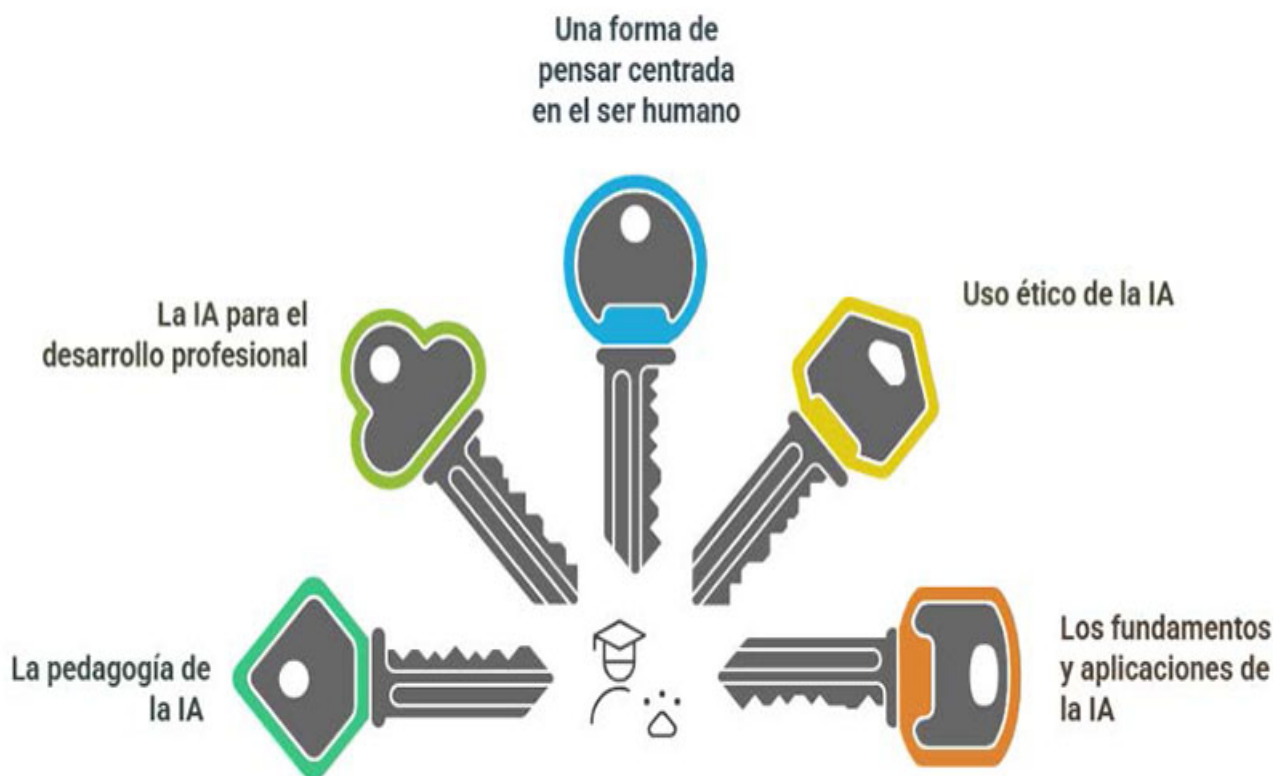 Una forma de
pensar centrada
en el ser humano
La IA para el
desarrollo profesional
Uso ético de la IA
La pedagogía de
la IA
Los fundamentos
y aplicaciones de
la IA